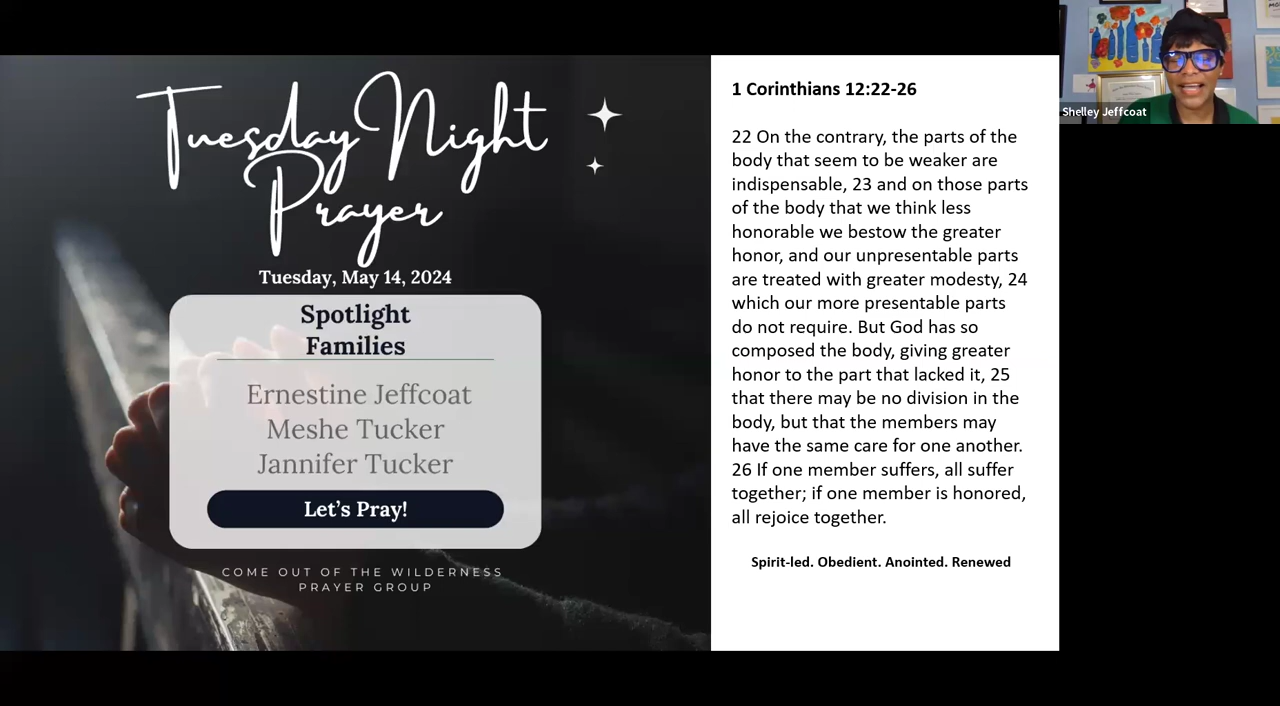 Tuesday Night
Prayer
Tuesday, May 14, 2024
Spotlight
Families
Ernestine Jeffcoat
Meshe Tucker
Jannifer Tucker
Let's Pray!
COME OUT OF THE WILDERNESS
PRAYER GROUP
1 Corinthians 12:22-26
22 On the contrary, the parts of the
body that seem to be weaker are
indispensable, 23 and on those parts
of the body that we think less
honorable we bestow the greater
honor, and our unpresentable parts
are treated with greater modesty, 24
which our more presentable parts
do not require. But God has so
composed the body, giving greater
honor to the part that lacked it, 25
that there may be no division in the
body, but that the members may
have the same care for one another.
26 If one member suffers, all suffer
together; if one member is honored,
all rejoice together.
Spirit-led. Obedient. Anointed. Renewed
Shelley Jeffcoat